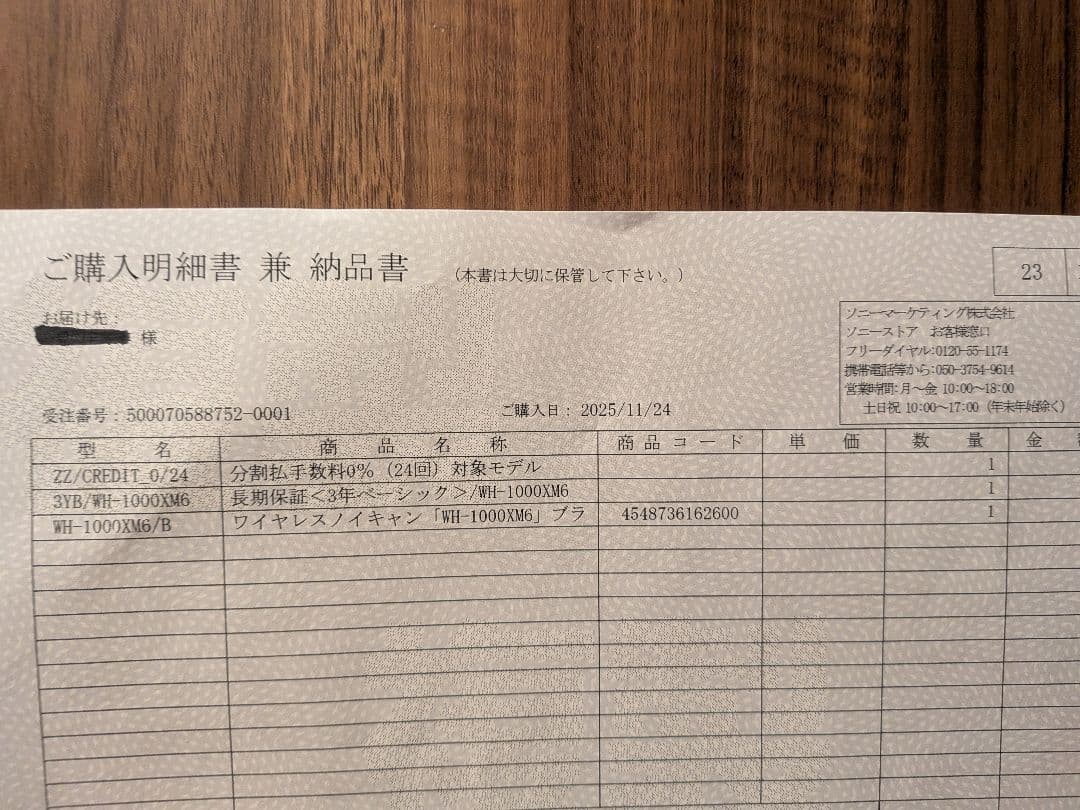 ご購入明細書 兼 納品書 (本書は大切に保管して下さい。)
23
お届け先:
様
ソニーマーケティング株式会社
ソニーストア お客様窓口
フリーダイヤル:0120-55-1174
携帯電話等から:050-3754-9614
営業時間:月～金 10:00～18:00
土日祝 10:00～17:00 (年末年始除く)
受注番号: 500070588752-0001 ご購入日: 2025/11/24
型名 商品名称 商品コード 単価 数量 金
ZZ/CREDIT_0/24 分割払手数料0% (24回) 対象モデル 1
3YB/WH-1000XM6 長期保証<3年ベーシック>/WH-1000XM6 1
WH-1000XM6/B ワイヤレスノイキャン「WH-1000XM6」ブラ 4548736162600 1